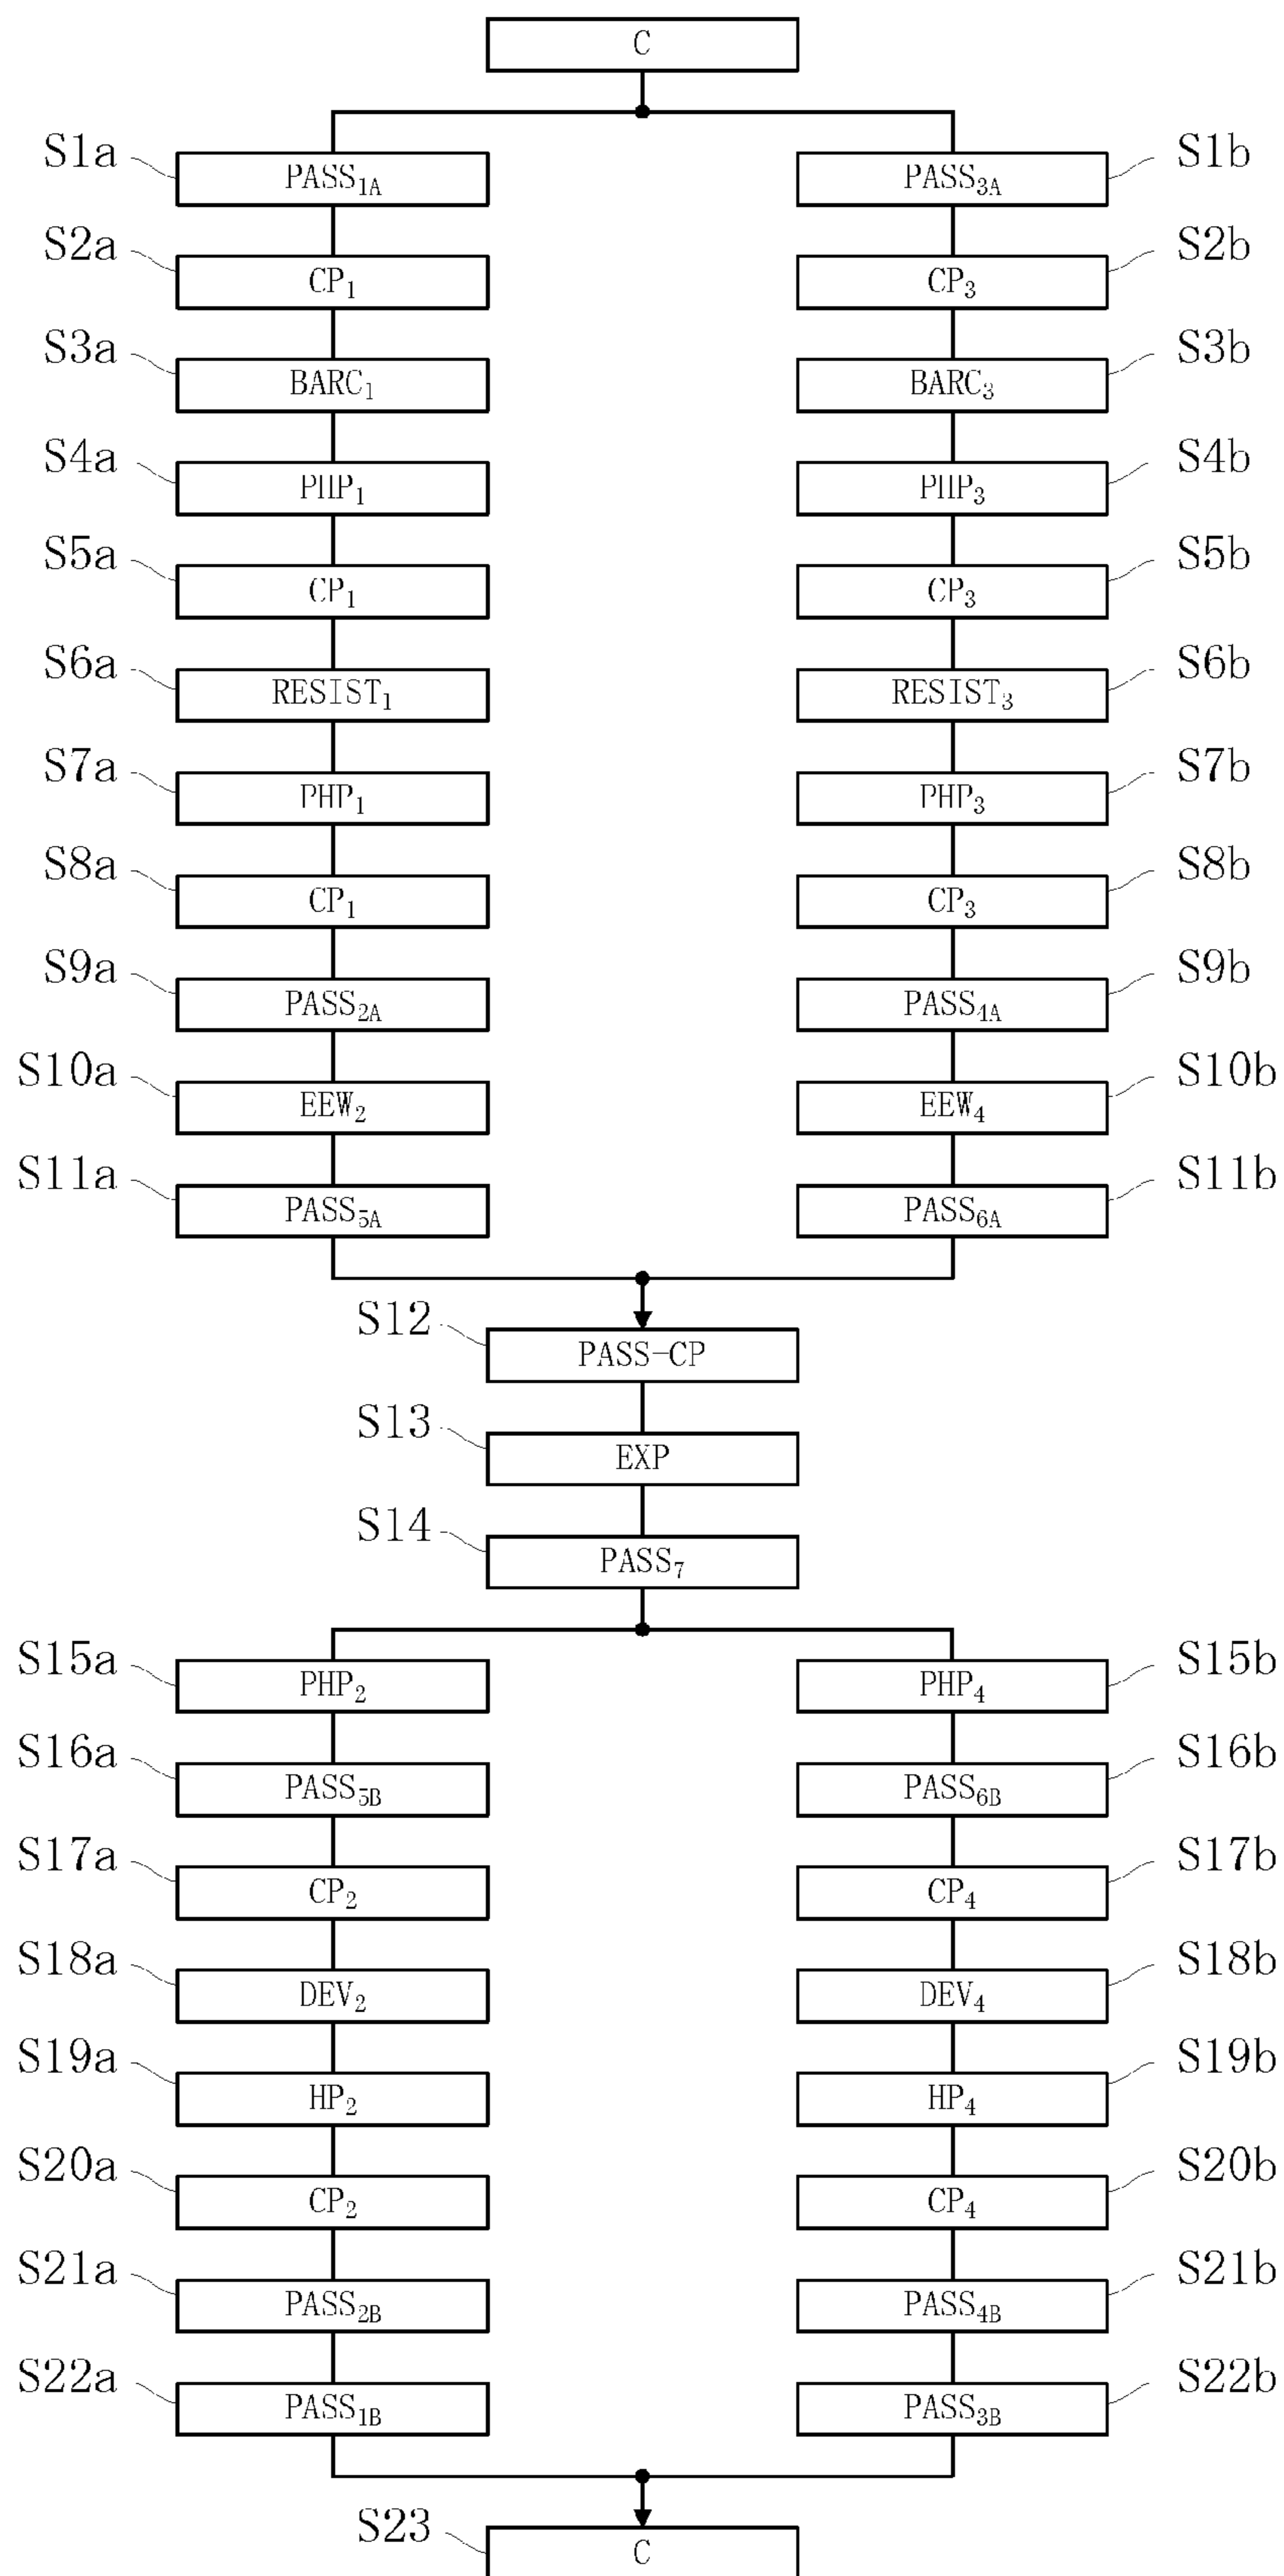 C
S1a PASS1A PASS3A S1b
S2a CP1 CP3 S2b
S3a BARC1 BARC3 S3b
S4a PHP1 PHP3 S4b
S5a CP1 CP3 S5b
S6a RESIST1 RESIST3 S6b
S7a PHP1 PHP3 S7b
S8a CP1 CP3 S8b
S9a PASS2A PASS4A S9b
S10a EEW2 EEW4 S10b
S11a PASS5A PASS6A S11b
S12 PASS-CP
S13 EXP
S14 PASS7
S15a PHP2 PHP4 S15b
S16a PASS5B PASS6B S16b
S17a CP2 CP4 S17b
S18a DEV2 DEV4 S18b
S19a HP2 HP4 S19b
S20a CP2 CP4 S20b
S21a PASS2B PASS4B S21b
S22a PASS1B PASS3B S22b
S23 C